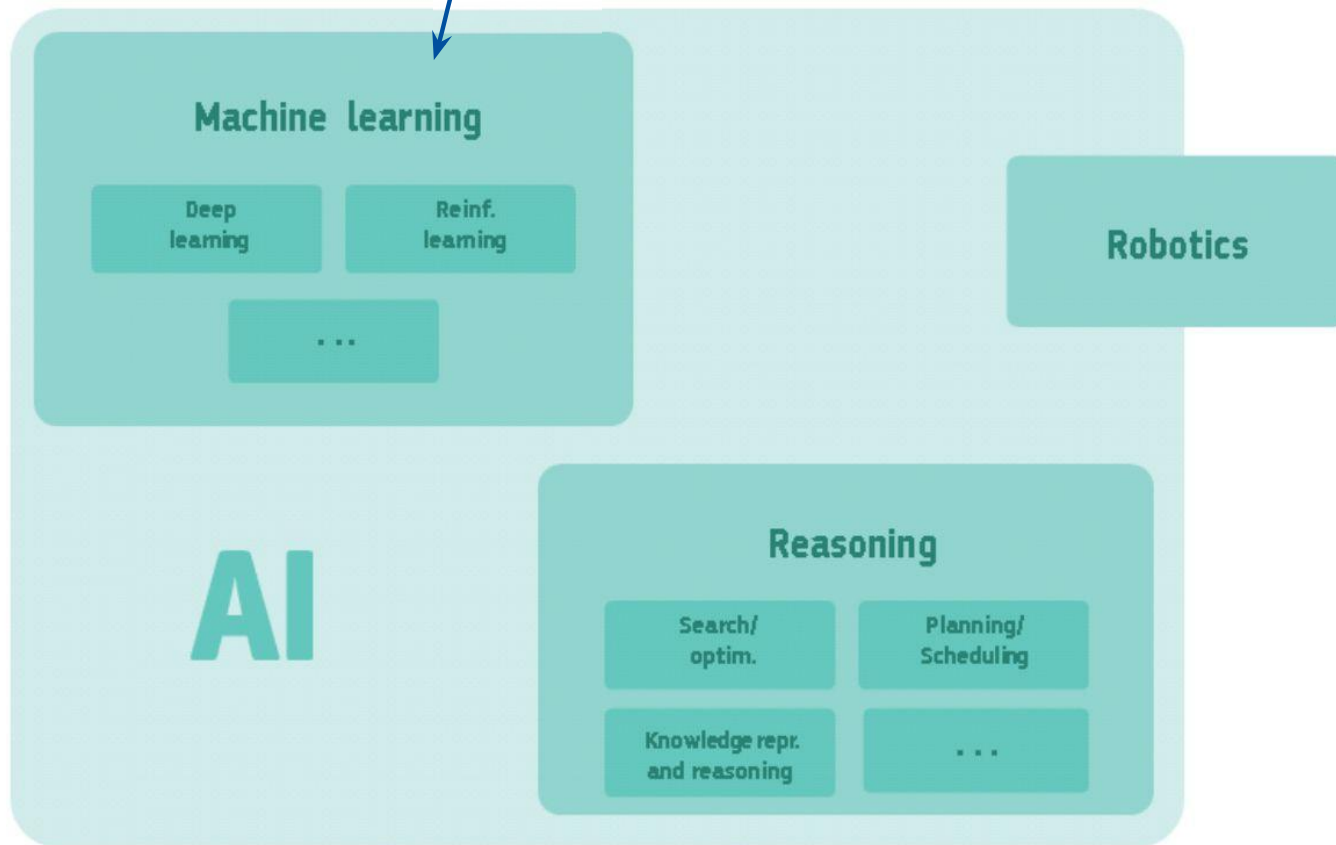 Machine learning
Deep
learning
Reinf.
learning
...
Robotics
AI
Reasoning
Search/
optim.
Planning/
Scheduling
Knowledge repr.
and reasoning
...